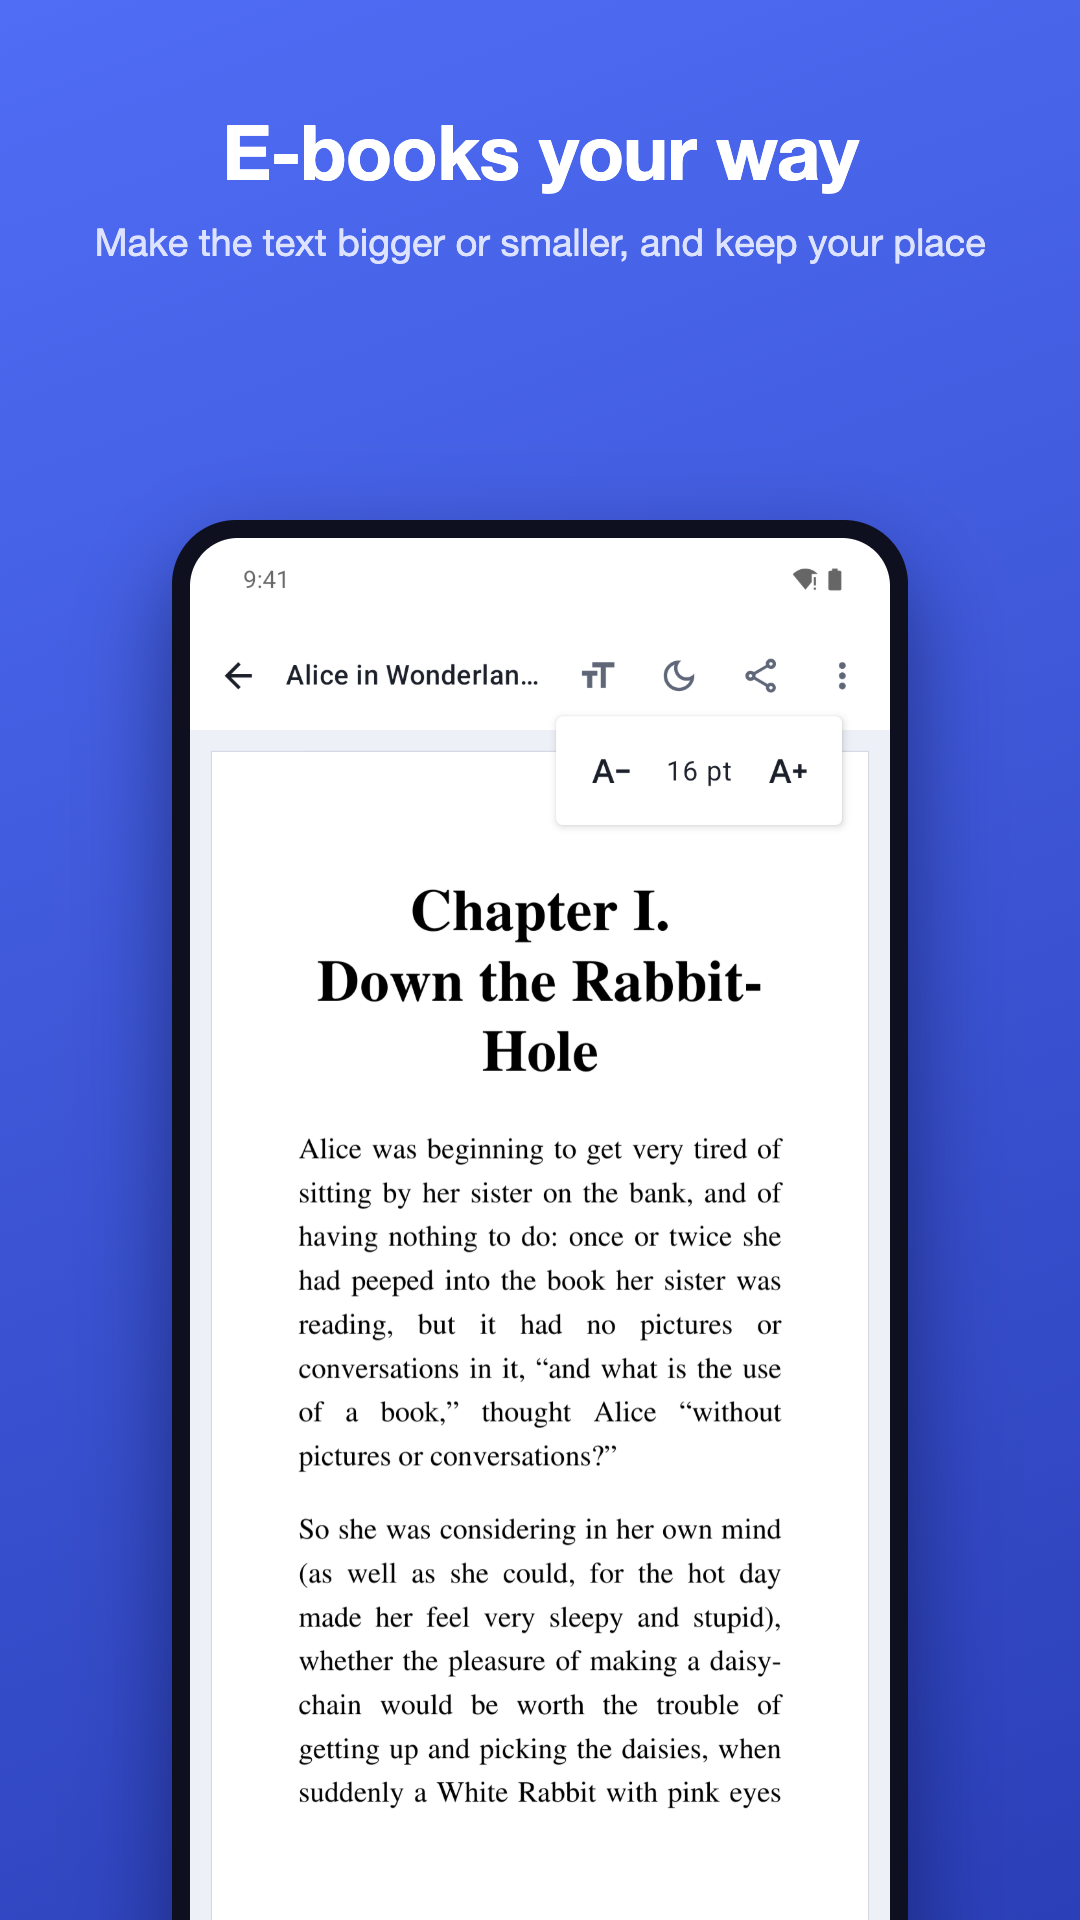 E-books your way
Make the text bigger or smaller, and keep your place
9:41
Alice in Wonderlan...
A- 16 pt A+
Chapter I.
Down the Rabbit-
Hole
Alice was beginning to get very tired of
sitting by her sister on the bank, and of
having nothing to do: once or twice she
had peeped into the book her sister was
reading, but it had no pictures or
conversations in it, “and what is the use
of a book,” thought Alice “without
pictures or conversations?”
So she was considering in her own mind
(as well as she could, for the hot day
made her feel very sleepy and stupid),
whether the pleasure of making a daisy-
chain would be worth the trouble of
getting up and picking the daisies, when
suddenly a White Rabbit with pink eyes